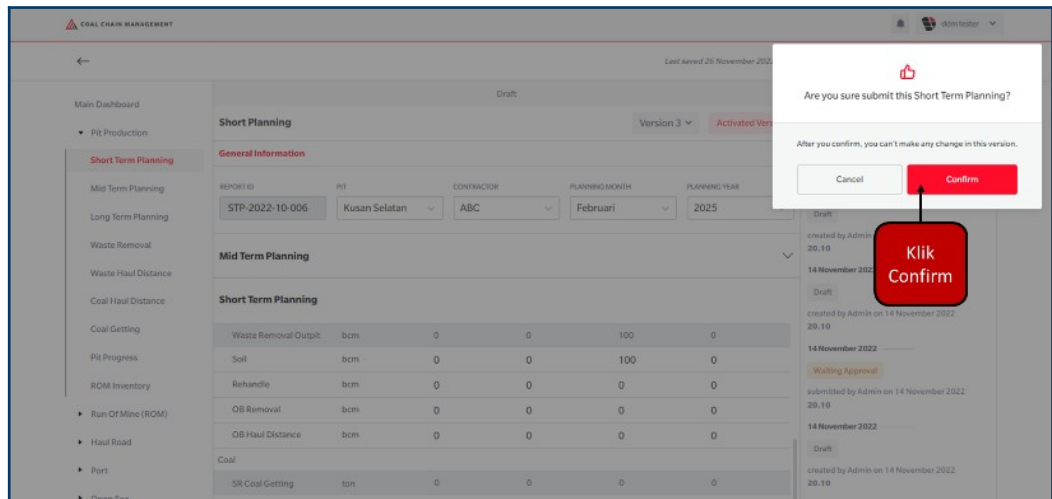 COAL CHAIN MANAGEMENT
ddmtester
Last saved 26 November 202
Main Dashboard
Pit Production
Short Term Planning
Mid Term Planning
Long Term Planning
Waste Removal
Waste Haul Distance
Coal Haul Distance
Coal Getting
Pit Progress
ROM Inventory
Run Of Mine (ROM)
Haul Road
Port
Open Sea
Draft
Short Planning
Version 3
Activated Vers
General Information
REPORT ID PIT CONTRACTOR PLANNING MONTH PLANNING YEAR
STP-2022-10-006 Kusan Selatan ABC Februari 2025
Mid Term Planning
Short Term Planning
Waste Removal Outpit bcm 0 0 100 0
Soil bcm 0 0 100 0
Rehandle bcm 0 0 0 0
OB Removal bcm 0 0 0 0
OB Haul Distance bcm 0 0 0 0
Coal
SR Coal Getting ton 0 0 0 0
Are you sure submit this Short Term Planning?
After you confirm, you can't make any change in this version.
Cancel
Confirm
Klik
Confirm
Draft
created by Admin
20.10
14 November 202
Draft
created by Admin on 14 November 2022
20.10
14 November 2022
Waiting Approval
submitted by Admin on 14 November 2022
20.10
14 November 2022
Draft
created by Admin on 14 November 2022
20.10